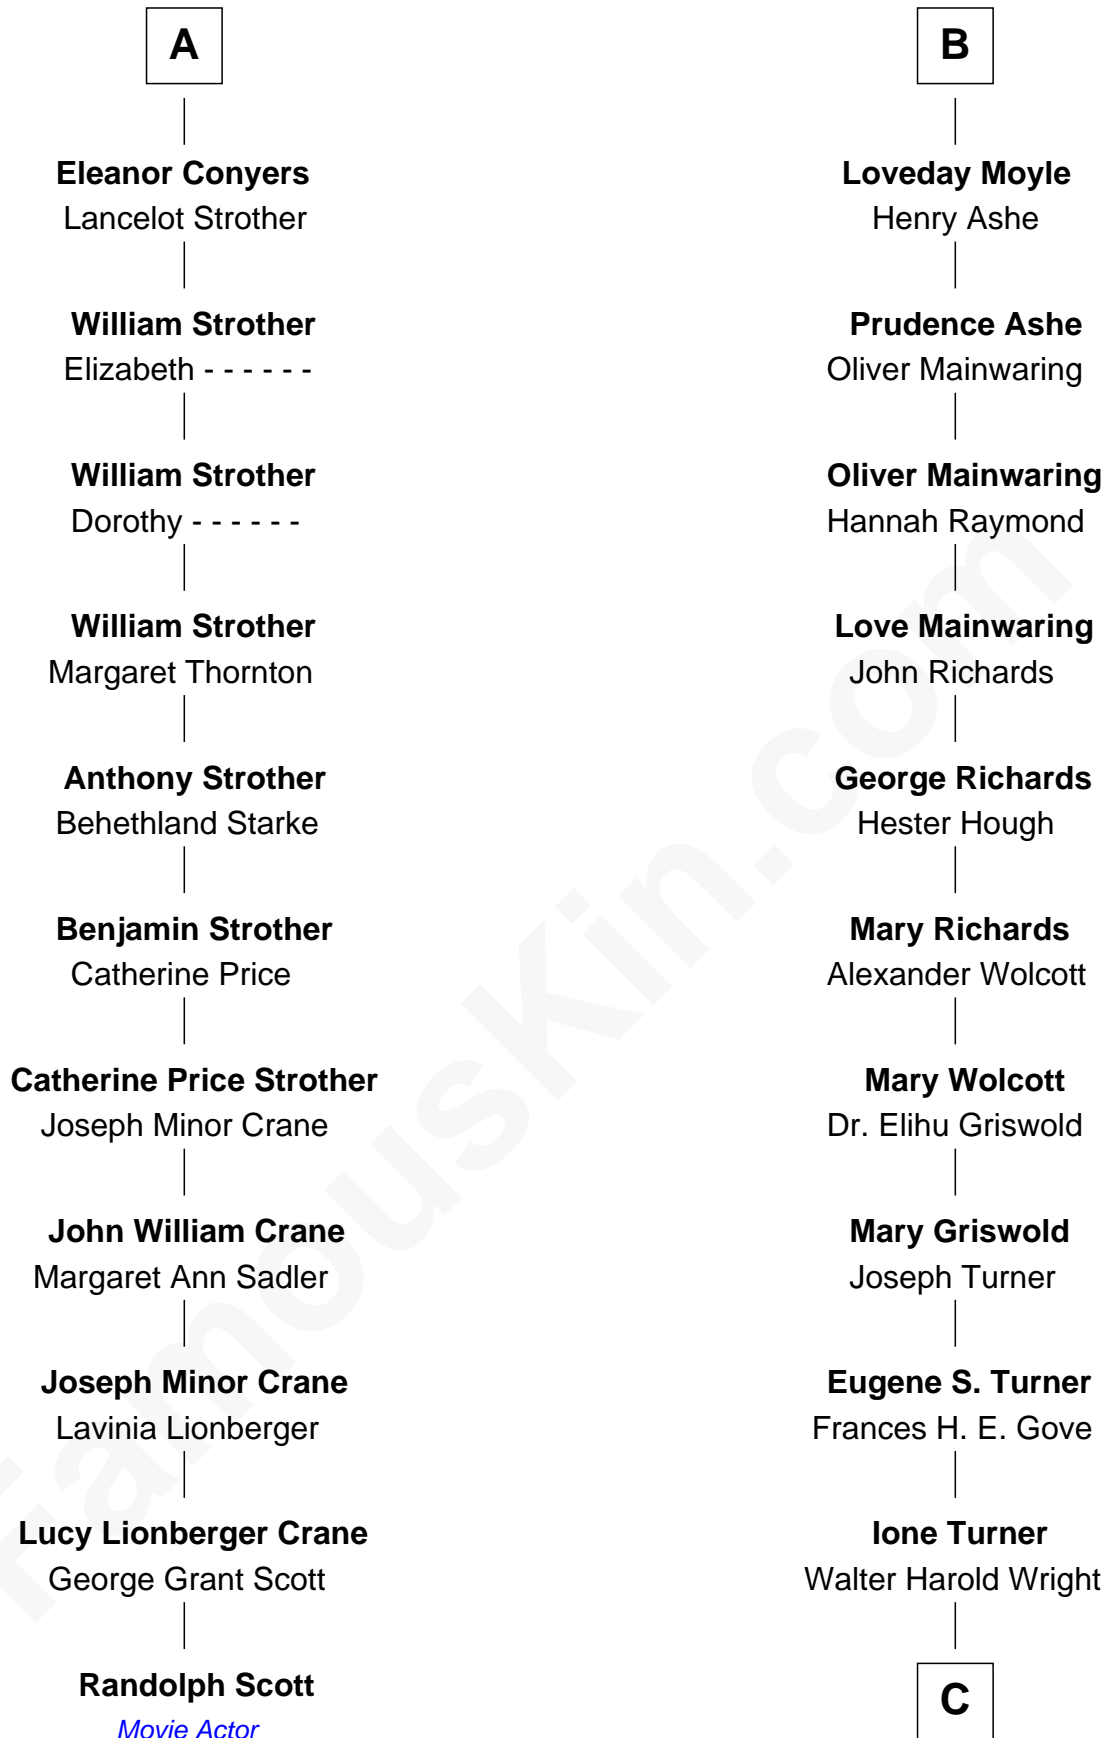 A
Eleanor Conyers
Lancelot Strother
William Strother
Elizabeth - - - - - -
William Strother
Dorothy - - - - - -
William Strother
Margaret Thornton
Anthony Strother
Behethland Starke
Benjamin Strother
Catherine Price
Catherine Price Strother
Joseph Minor Crane
John William Crane
Margaret Ann Sadler
Joseph Minor Crane
Lavinia Lionberger
Lucy Lionberger Crane
George Grant Scott
Randolph Scott
Movie Actor
B
Loveday Moyle
Henry Ashe
Prudence Ashe
Oliver Mainwaring
Oliver Mainwaring
Hannah Raymond
Love Mainwaring
John Richards
George Richards
Hester Hough
Mary Richards
Alexander Wolcott
Mary Wolcott
Dr. Elihu Griswold
Mary Griswold
Joseph Turner
Eugene S. Turner
Frances H. E. Gove
Ione Turner
Walter Harold Wright
C
FamousKin.com